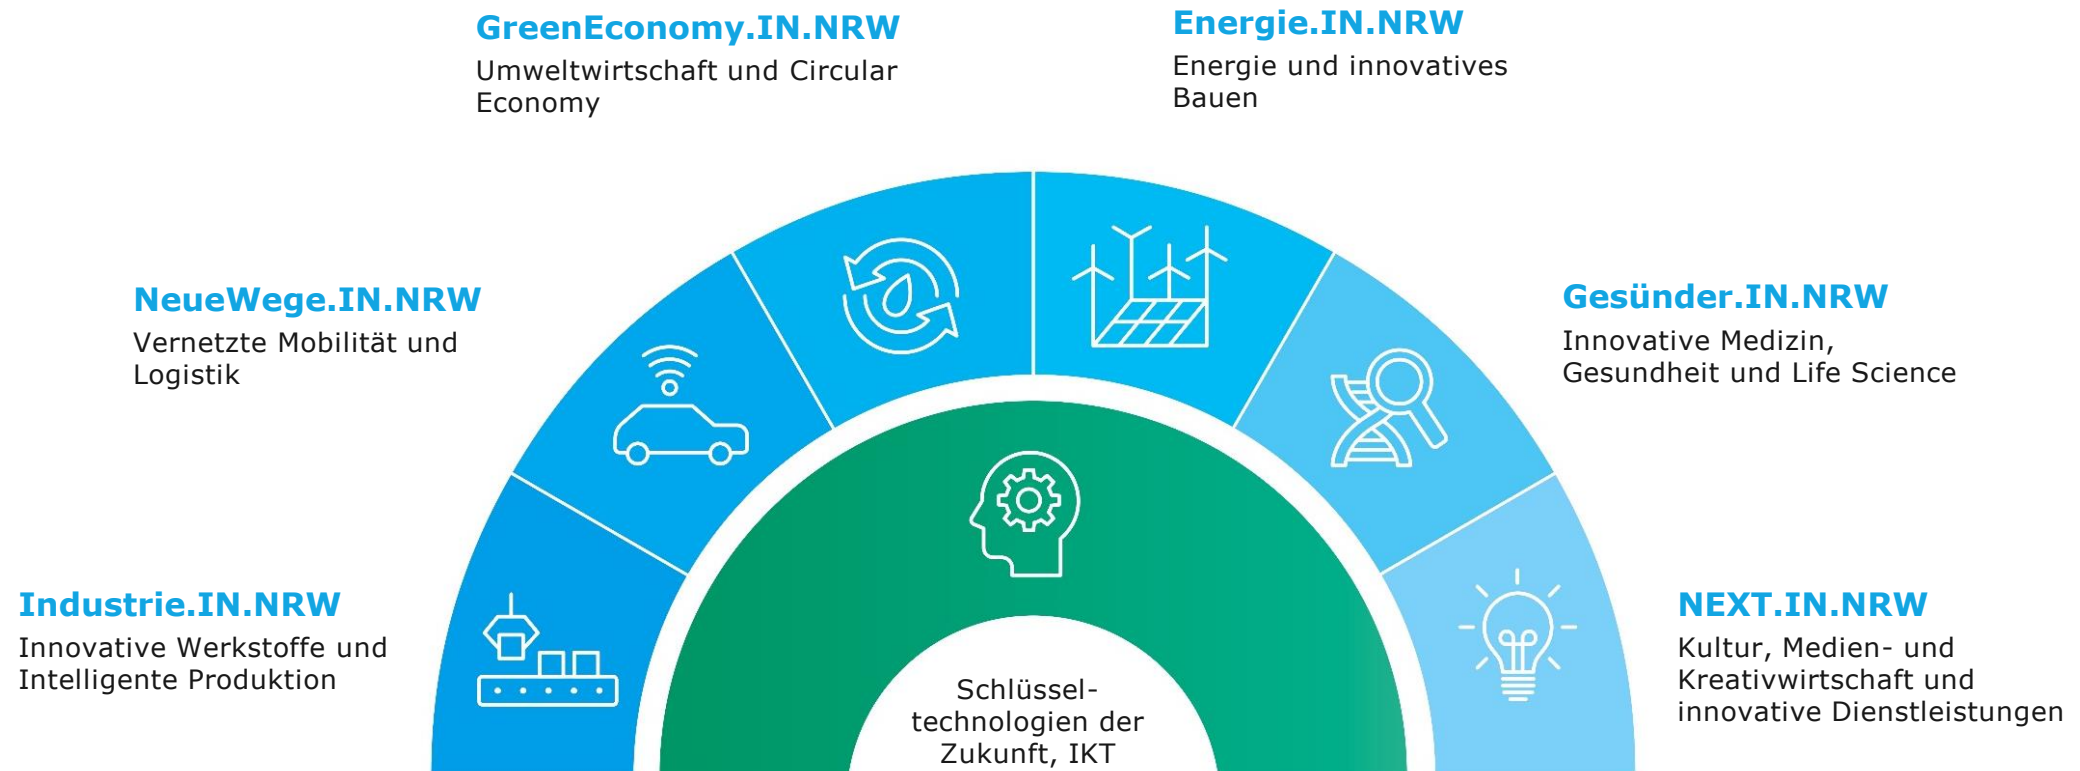 GreenEconomy.IN.NRW
Umweltwirtschaft und Circular
Economy
Energie.IN.NRW
Energie und innovatives
Bauen
NeueWege.IN.NRW
Vernetzte Mobilität und
Logistik
Gesünder.IN.NRW
Innovative Medizin,
Gesundheit und Life Science
Industrie.IN.NRW
Innovative Werkstoffe und
Intelligente Produktion
NEXT.IN.NRW
Kultur, Medien- und
Kreativwirtschaft und
innovative Dienstleistungen
Schlüssel-
technologien der
Zukunft, IKT